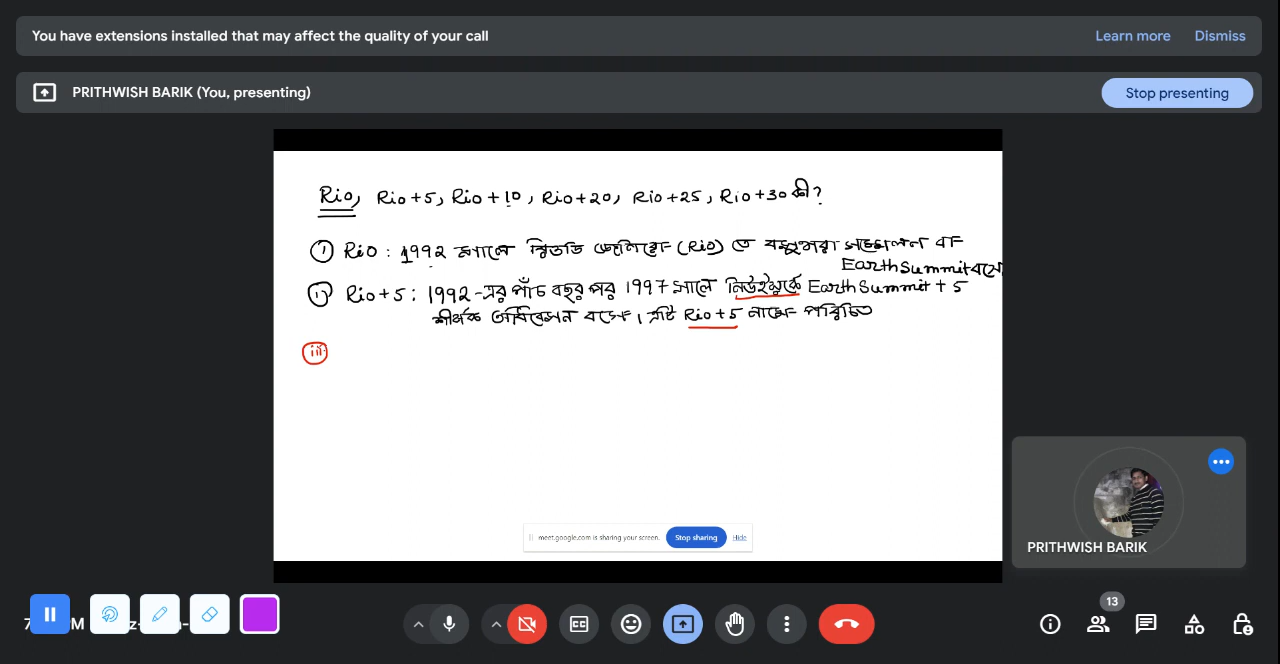 You have extensions installed that may affect the quality of your call
Learn more
Dismiss
PRITHWISH BARIK (You, presenting)
Stop presenting
Rio, Rio+5, Rio+10, Rio+20, Rio+25, Rio+30 কী?
① Rio : 1992 সালে (Rio) তে বসুন্ধরা সম্মেলন বা
Earth Summit বসে
ii Rio+5 : 1992-এর পাঁচ বছর পর 1997 সালে নিউইয়র্কে Earth Summit + 5
শীর্ষক অধিবেশন বসে। এটি Rio+5 নামে পরিচিত
iii
meet.google.com is sharing your screen.
Stop sharing
Hide
PRITHWISH BARIK
13